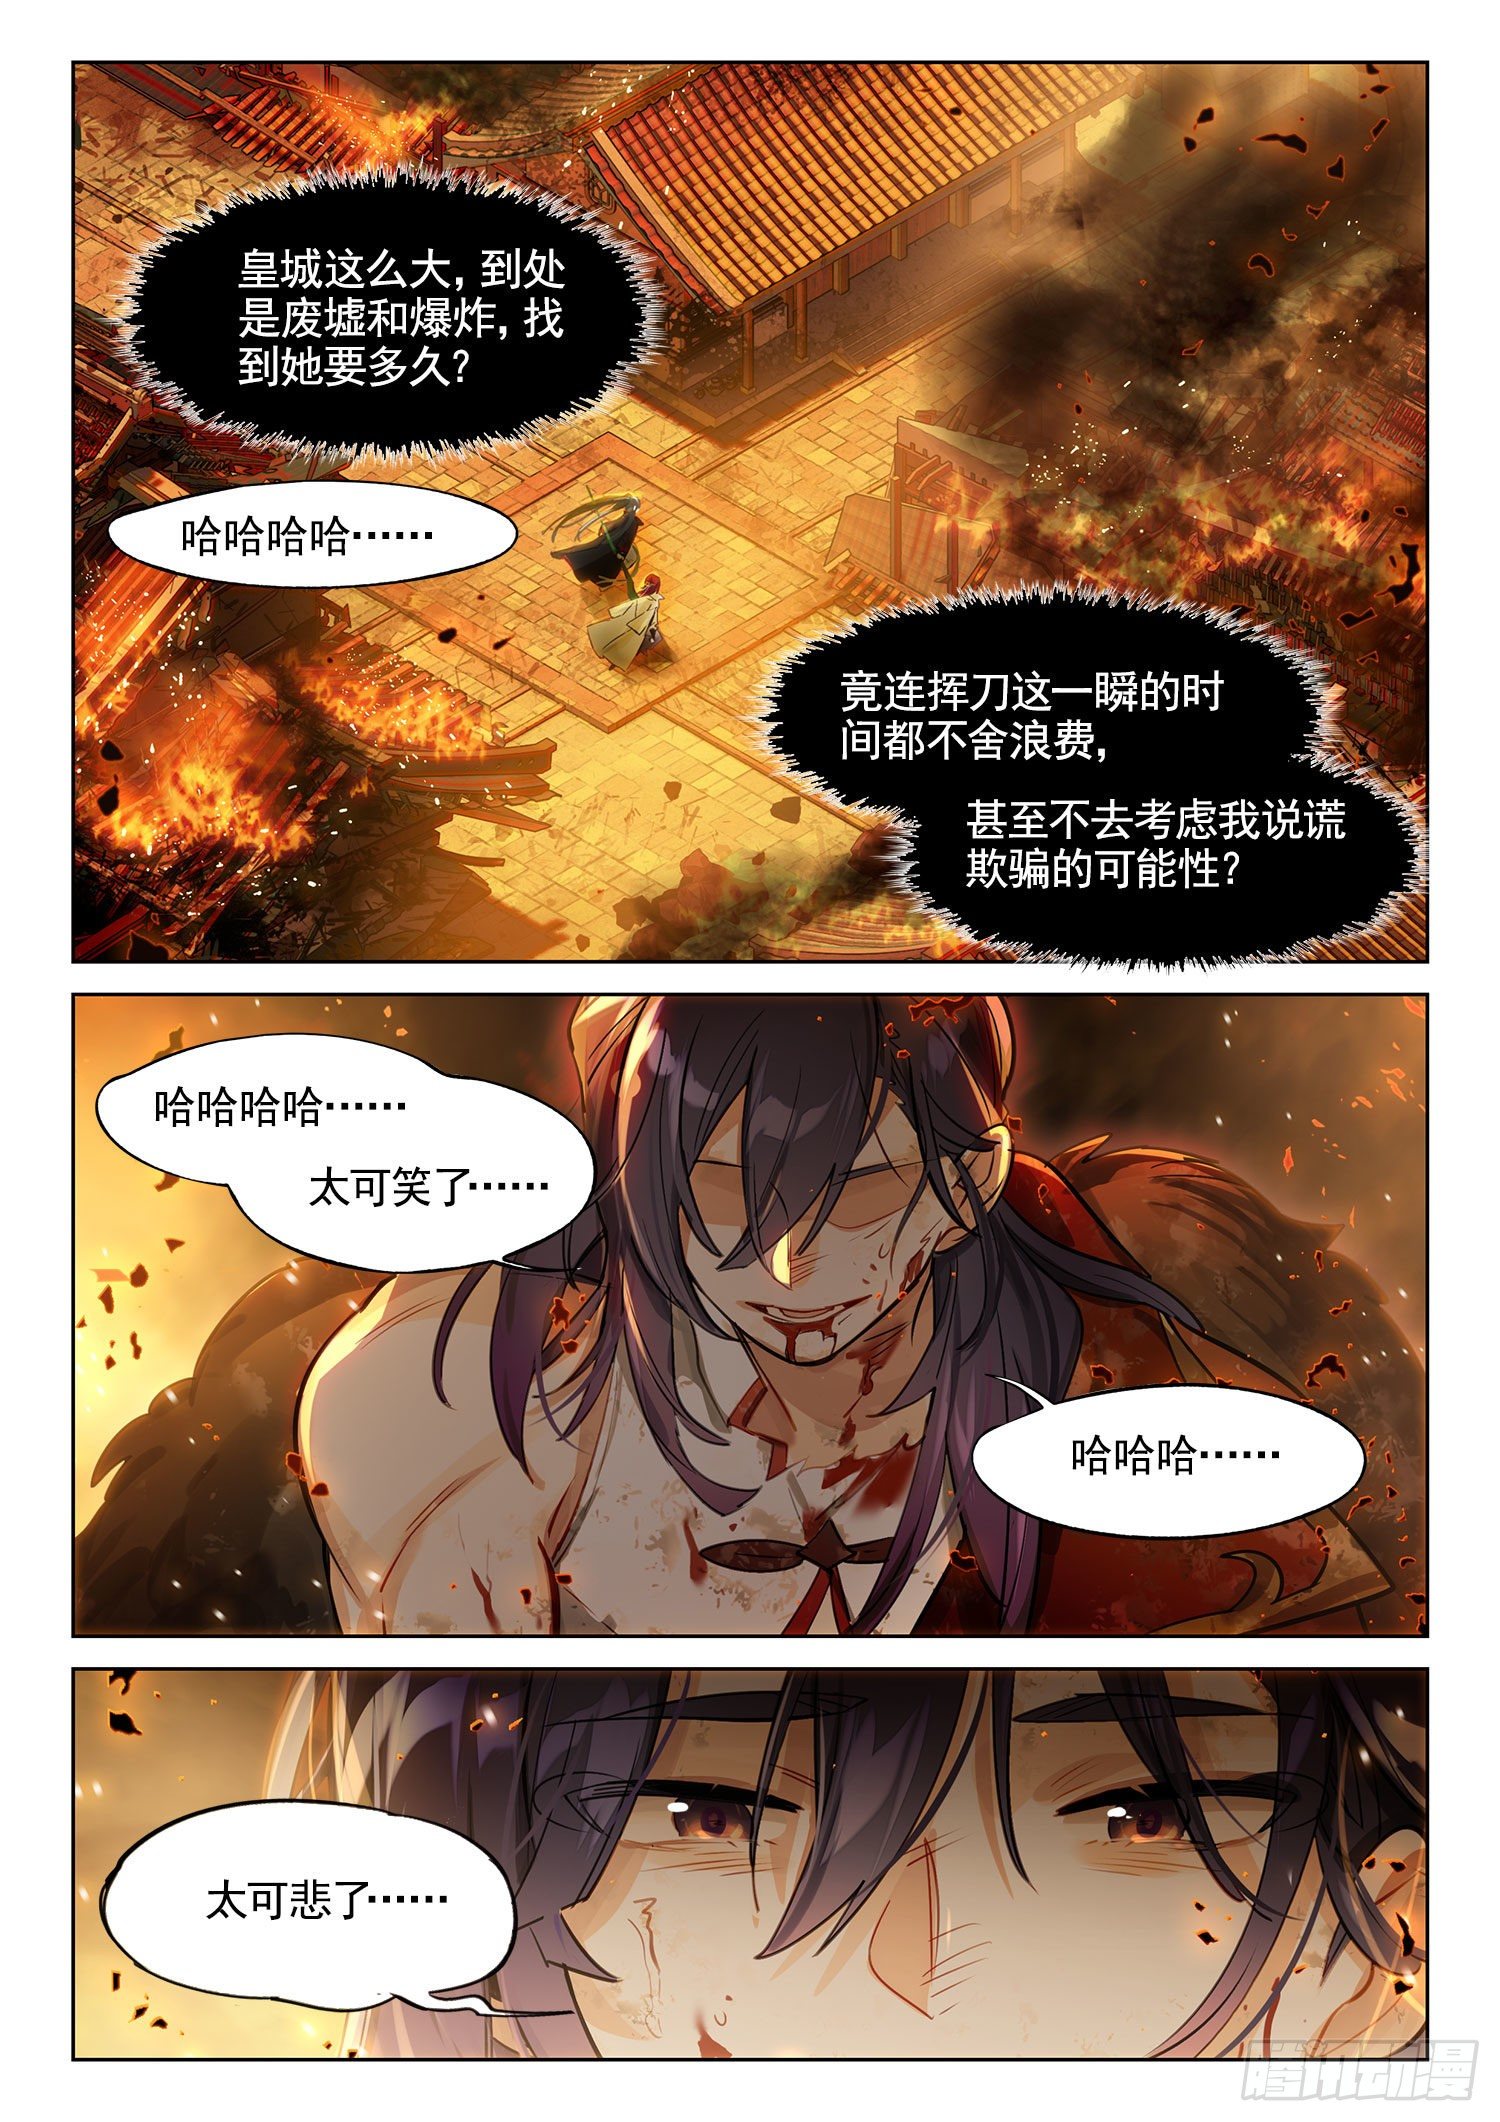 皇城这么大，到处
是废墟和爆炸，找
到她要多久？
哈哈哈哈……
竟连挥刀这一瞬的时
间都不舍浪费，
甚至不去考虑我说谎
欺骗的可能性？
哈哈哈哈……
太可笑了……
哈哈哈……
太可悲了……
腾讯动漫